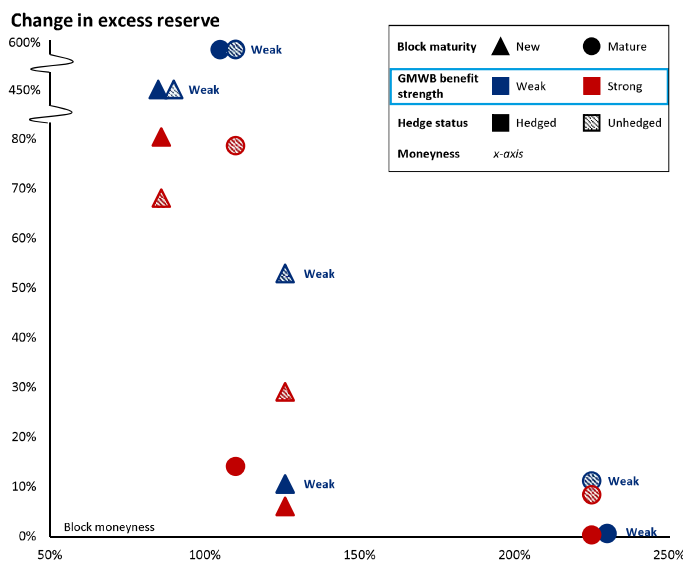 Change in excess reserve
600%
450%
80%
70%
60%
50%
40%
30%
20%
10%
0%
50%
100%
150%
200%
250%
Block moneyness
Weak
Weak
Weak
Weak
Weak
Weak
Block maturity New Mature
GMWB benefit strength Weak Strong
Hedge status Hedged Unhedged
Moneyness x-axis